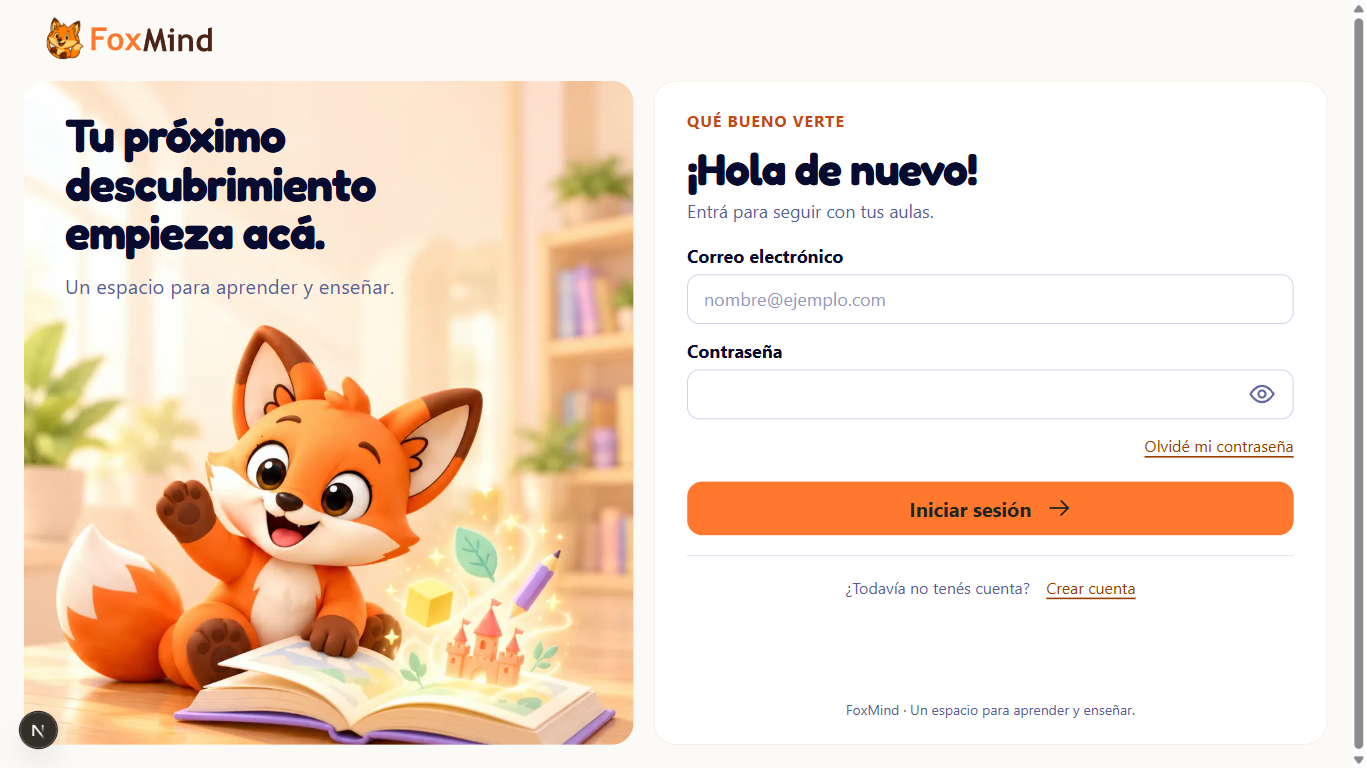 FoxMind
Tu próximo
descubrimiento
empieza acá.
Un espacio para aprender y enseñar.
QUÉ BUENO VERTE
¡Hola de nuevo!
Entrá para seguir con tus aulas.
Correo electrónico
nombre@ejemplo.com
Contraseña
Olvidé mi contraseña
Iniciar sesión →
¿Todavía no tenés cuenta? Crear cuenta
FoxMind · Un espacio para aprender y enseñar.
N